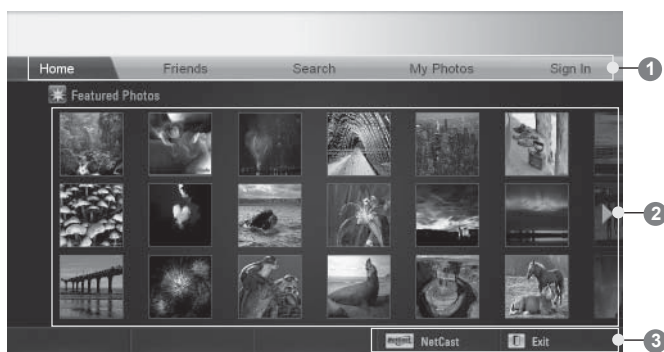 Home Friends Search My Photos Sign In
1
Featured Photos
2
NetCast Exit
3